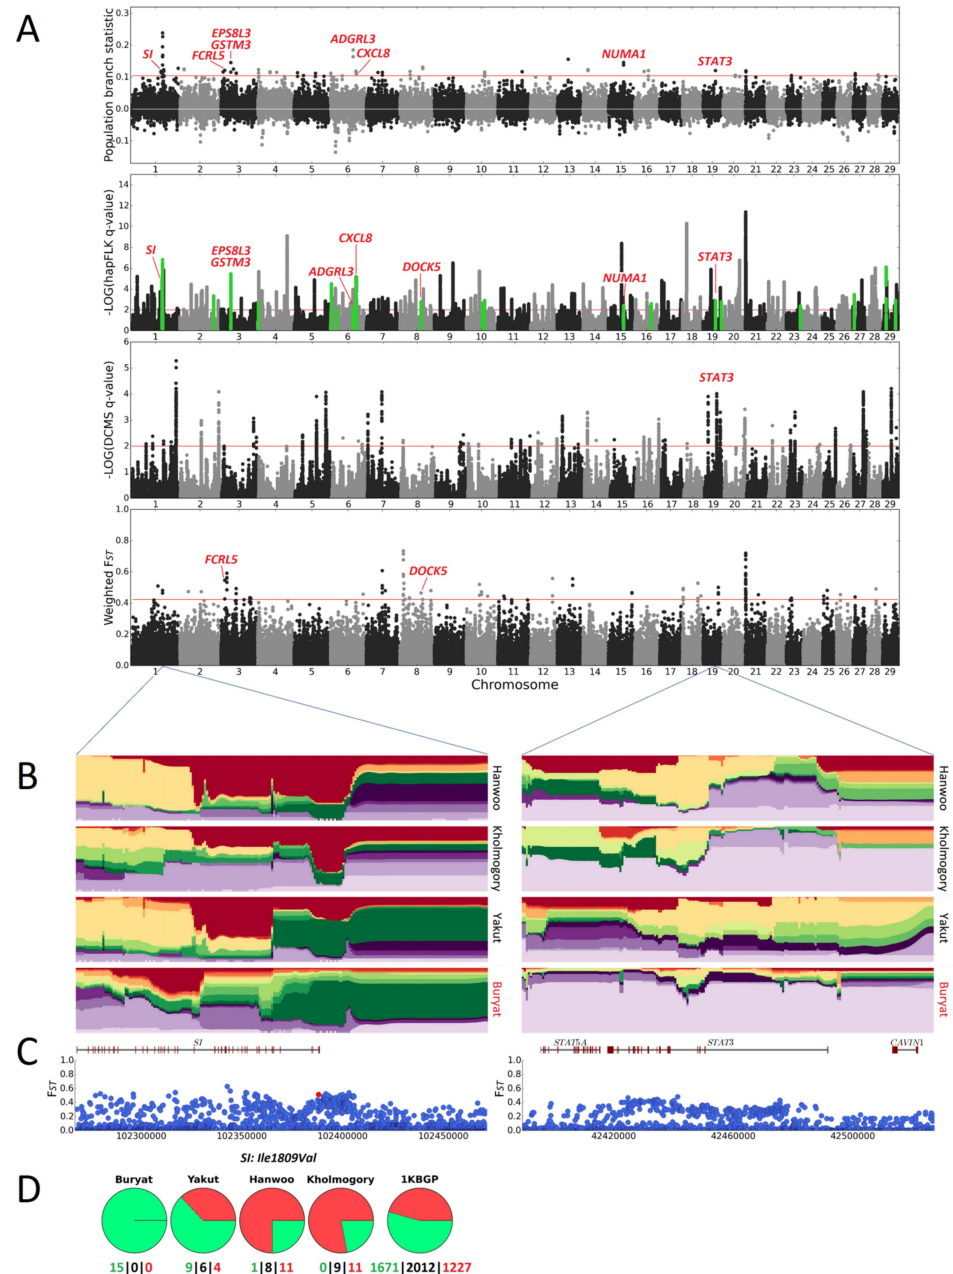 A
Population branch statistic
0.3
0.2
0.1
0.0
-0.1
SI
FCRL5
EPS8L3
GSTM3
ADGRL3
CXCL8
NUMA1
STAT3
1 2 3 4 5 6 7 8 9 10 11 12 13 14 15 16 17 18 19 20 21 22 23 24 25 26 27 28 29
-LOG(hapFLK q-value)
14
12
10
8
6
4
2
0
SI
EPS8L3
GSTM3
ADGRL3
CXCL8
DOCK5
NUMA1
STAT3
1 2 3 4 5 6 7 8 9 10 11 12 13 14 15 16 17 18 19 20 21 22 23 24 25 26 27 28 29
-LOG(DCMS q-value)
6
5
4
3
2
1
0
STAT3
1 2 3 4 5 6 7 8 9 10 11 12 13 14 15 16 17 18 19 20 21 22 23 24 25 26 27 28 29
Weighted FST
1.0
0.8
0.6
0.4
0.2
0.0
FCRL5
DOCK5
1 2 3 4 5 6 7 8 9 10 11 12 13 14 15 16 17 18 19 20 21 22 23 24 25 26 27 28 29
Chromosome
B
Hanwoo
Kholmogory
Yakut
Buryat
Hanwoo
Kholmogory
Yakut
Buryat
C
SI
FST
1.0
0.8
0.6
0.4
0.2
0.0
102300000 102350000 102400000 102450000
STAT5A STAT3 CAVIN1
FST
1.0
0.8
0.6
0.4
0.2
0.0
42420000 42460000 42500000
SI: Ile1809Val
D
Buryat Yakut Hanwoo Kholmogory 1KBGP
15|0|0 9|6|4 1|8|11 0|9|11 1671|2012|1227